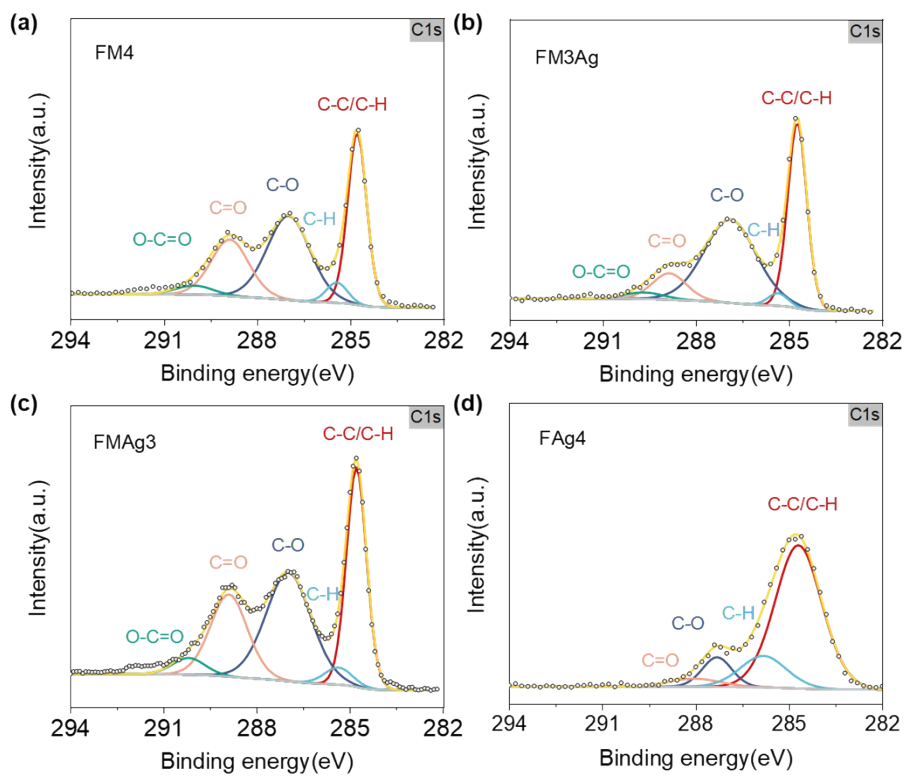 (a)
C1s
FM4
C-C/C-H
C-O
C=O
C-H
O-C=O
Intensity(a.u.)
294 291 288 285 282
Binding energy(eV)
(b)
C1s
FM3Ag
C-C/C-H
C-O
C-H
C=O
O-C=O
Intensity(a.u.)
294 291 288 285 282
Binding energy(eV)
(c)
C1s
FMAg3
C-C/C-H
C-O
C=O
C-H
O-C=O
Intensity(a.u.)
294 291 288 285 282
Binding energy(eV)
(d)
C1s
FAg4
C-C/C-H
C-H
C-O
C=O
Intensity(a.u.)
294 291 288 285 282
Binding energy(eV)